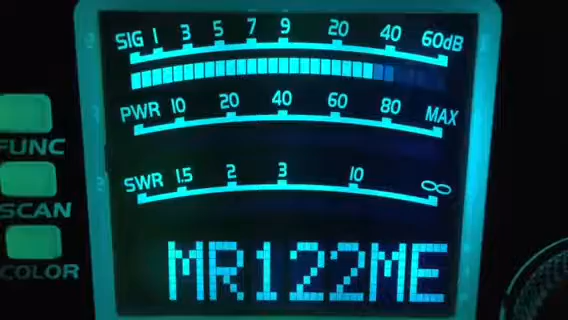 SIG 1 3 5 7 9 20 40 60dB
PWR 10 20 40 60 80 MAX
FUNC
SWR 1.5 2 3 10 ∞
SCAN
MR122ME
COLOR